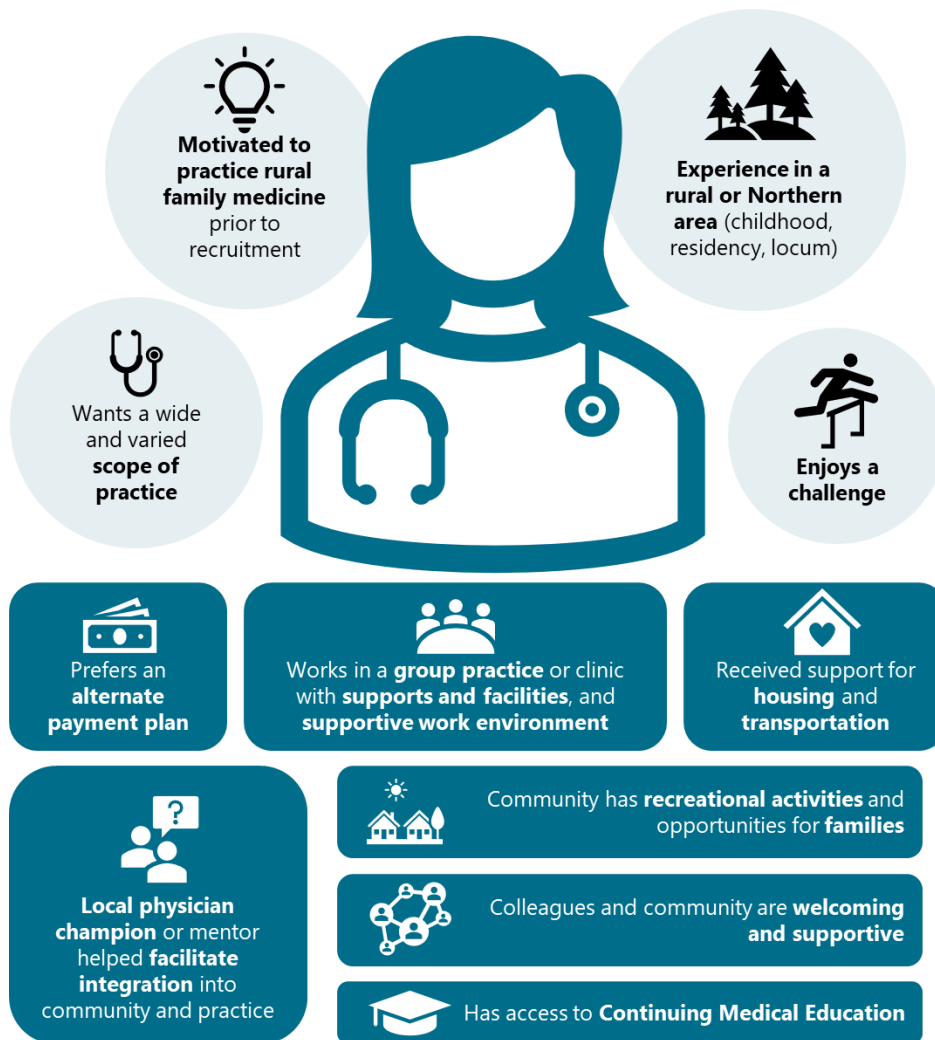 Motivated to
practice rural
family medicine
prior to
recruitment
Experience in a
rural or Northern
area (childhood,
residency, locum)
Wants a wide
and varied
scope of
practice
Enjoys a
challenge
Prefers an
alternate
payment plan
Works in a group practice or clinic
with supports and facilities, and
supportive work environment
Received support for
housing and
transportation
?
Local physician
champion or mentor
helped facilitate
integration into
community and practice
Community has recreational activities and
opportunities for families
Colleagues and community are welcoming
and supportive
Has access to Continuing Medical Education